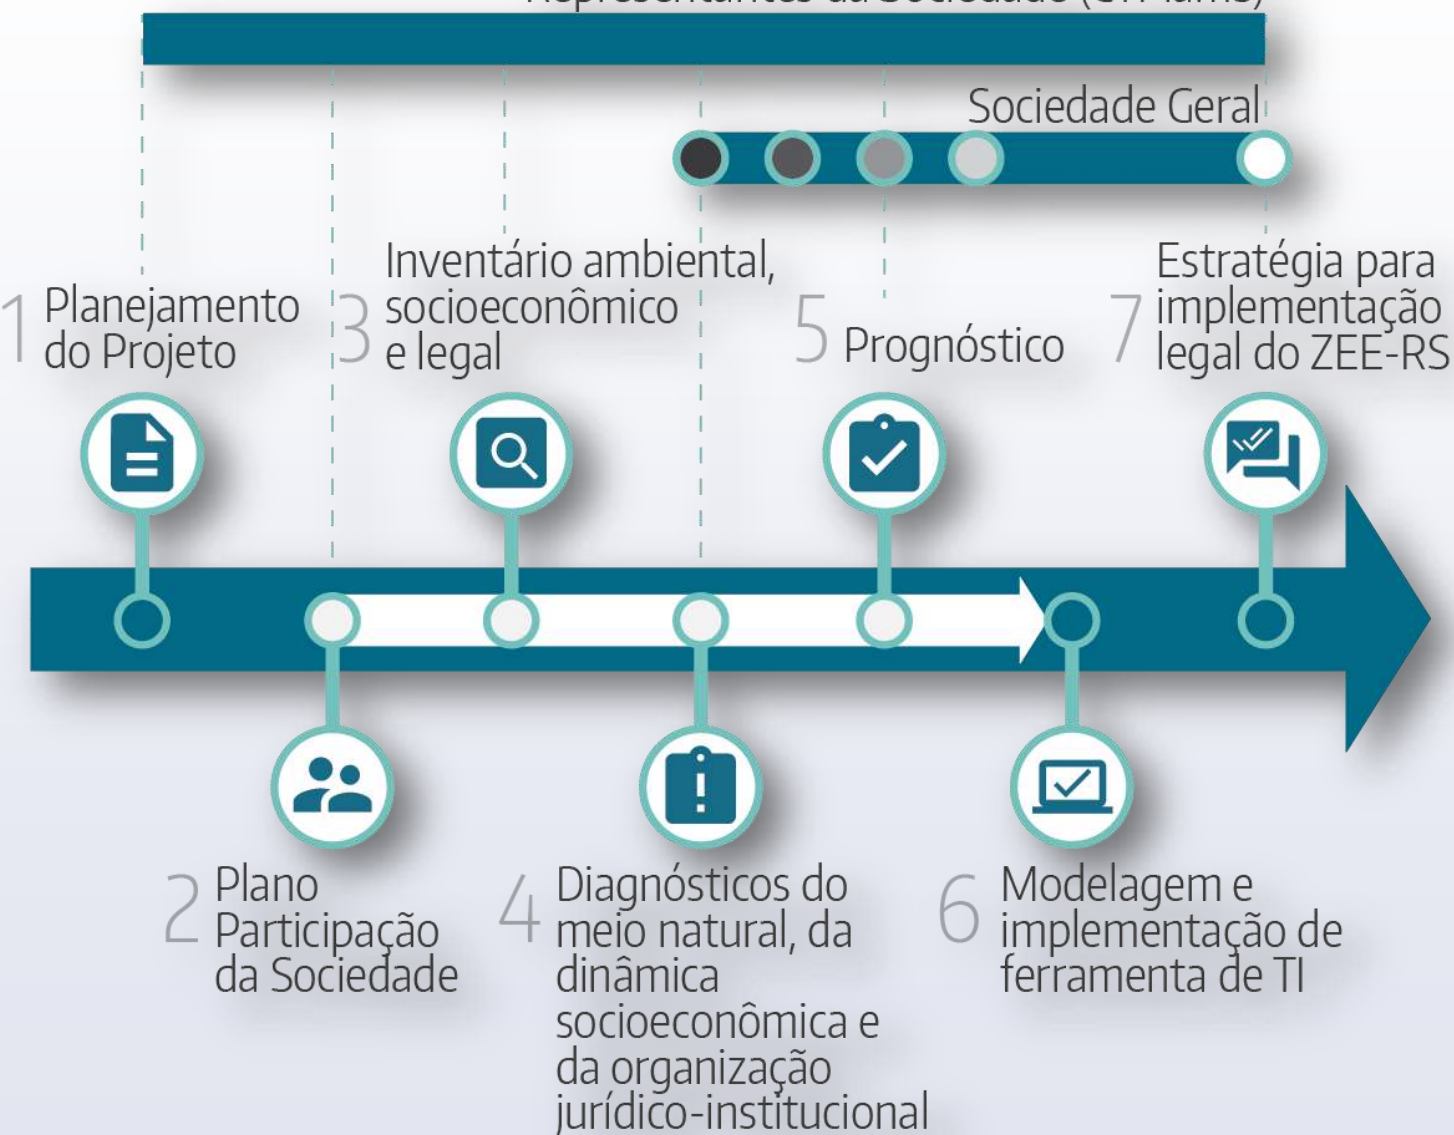 Sociedade Geral
1 Planejamento
do Projeto
3 Inventário ambiental,
socioeconômico
e legal
5 Prognóstico
7 Estratégia para
implementação
legal do ZEE-RS
2 Plano
Participação
da Sociedade
4 Diagnósticos do
meio natural, da
dinâmica
socioeconômica e
da organização
jurídico-institucional
6 Modelagem e
implementação de
ferramenta de TI